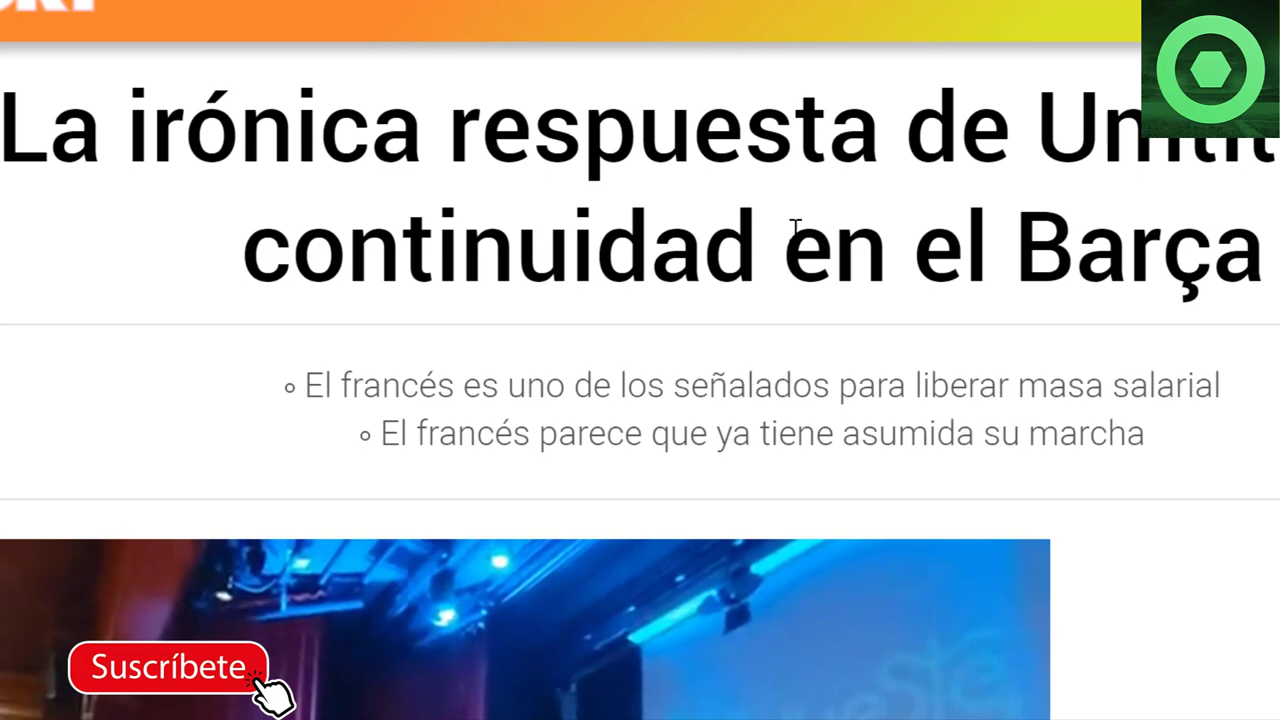 La irónica respuesta de Umtit
continuidad en el Barça
El francés es uno de los señalados para liberar masa salarial
El francés parece que ya tiene asumida su marcha
Suscríbete